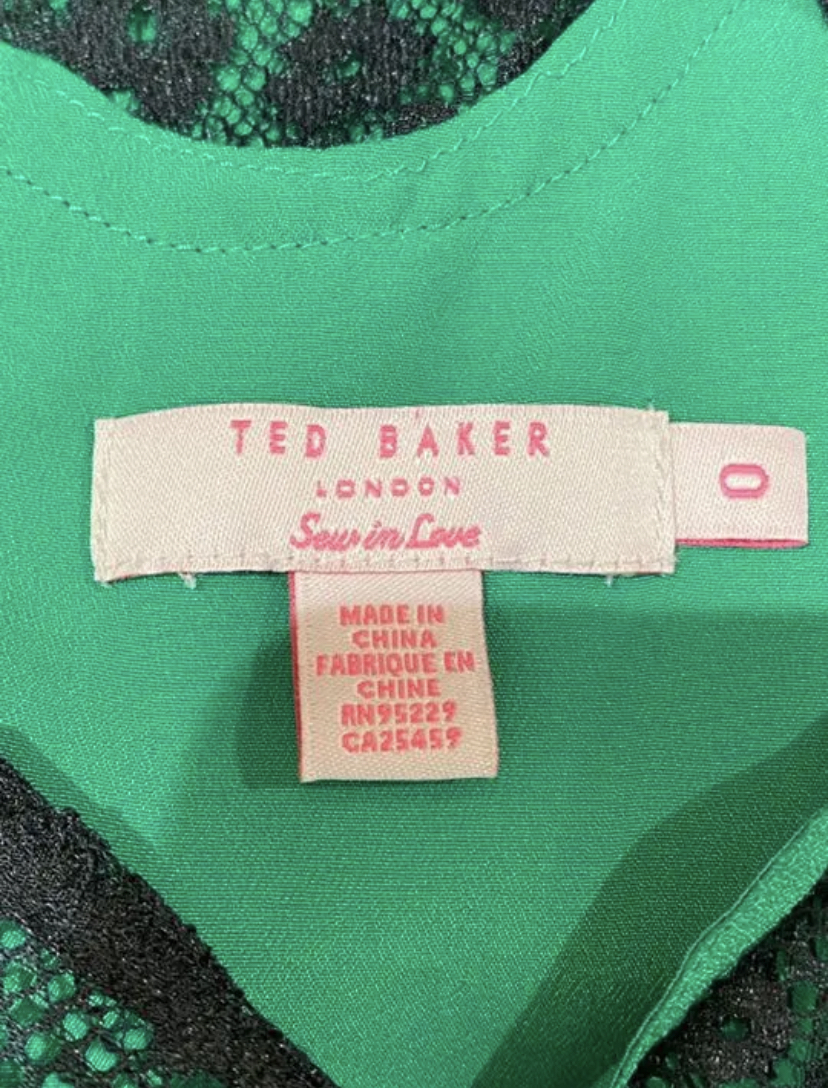 TED BAKER
LONDON
Sew in Love
0
MADE IN
CHINA
FABRIQUE EN
CHINE
RN95229
CA25459